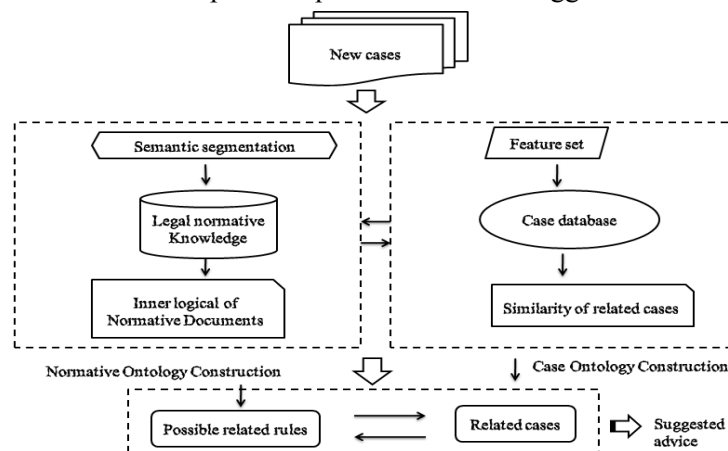 New cases
Semantic segmentation
Feature set
Legal normative
Knowledge
Case database
Inner logical of
Normative Documents
Similarity of related cases
Normative Ontology Construction
Case Ontology Construction
Possible related rules
Related cases
Suggested
advice